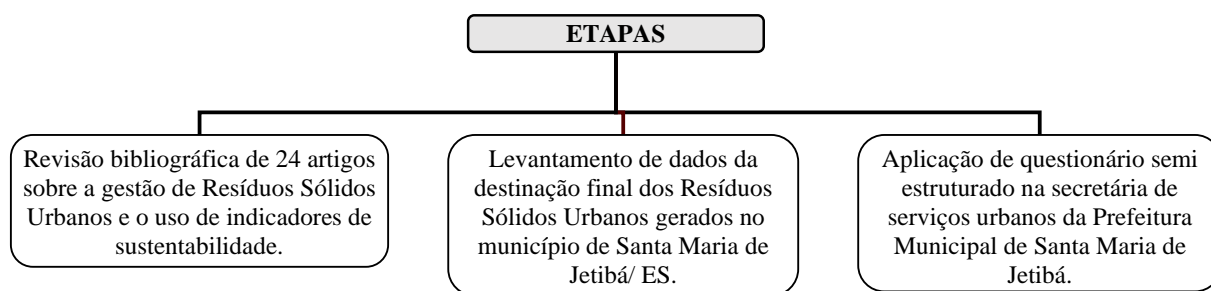 ETAPAS
Revisão bibliográfica de 24 artigos
sobre a gestão de Resíduos Sólidos
Urbanos e o uso de indicadores de
sustentabilidade.
Levantamento de dados da
destinação final dos Resíduos
Sólidos Urbanos gerados no
município de Santa Maria de
Jetibá/ ES.
Aplicação de questionário semi
estruturado na secretária de
serviços urbanos da Prefeitura
Municipal de Santa Maria de
Jetibá.